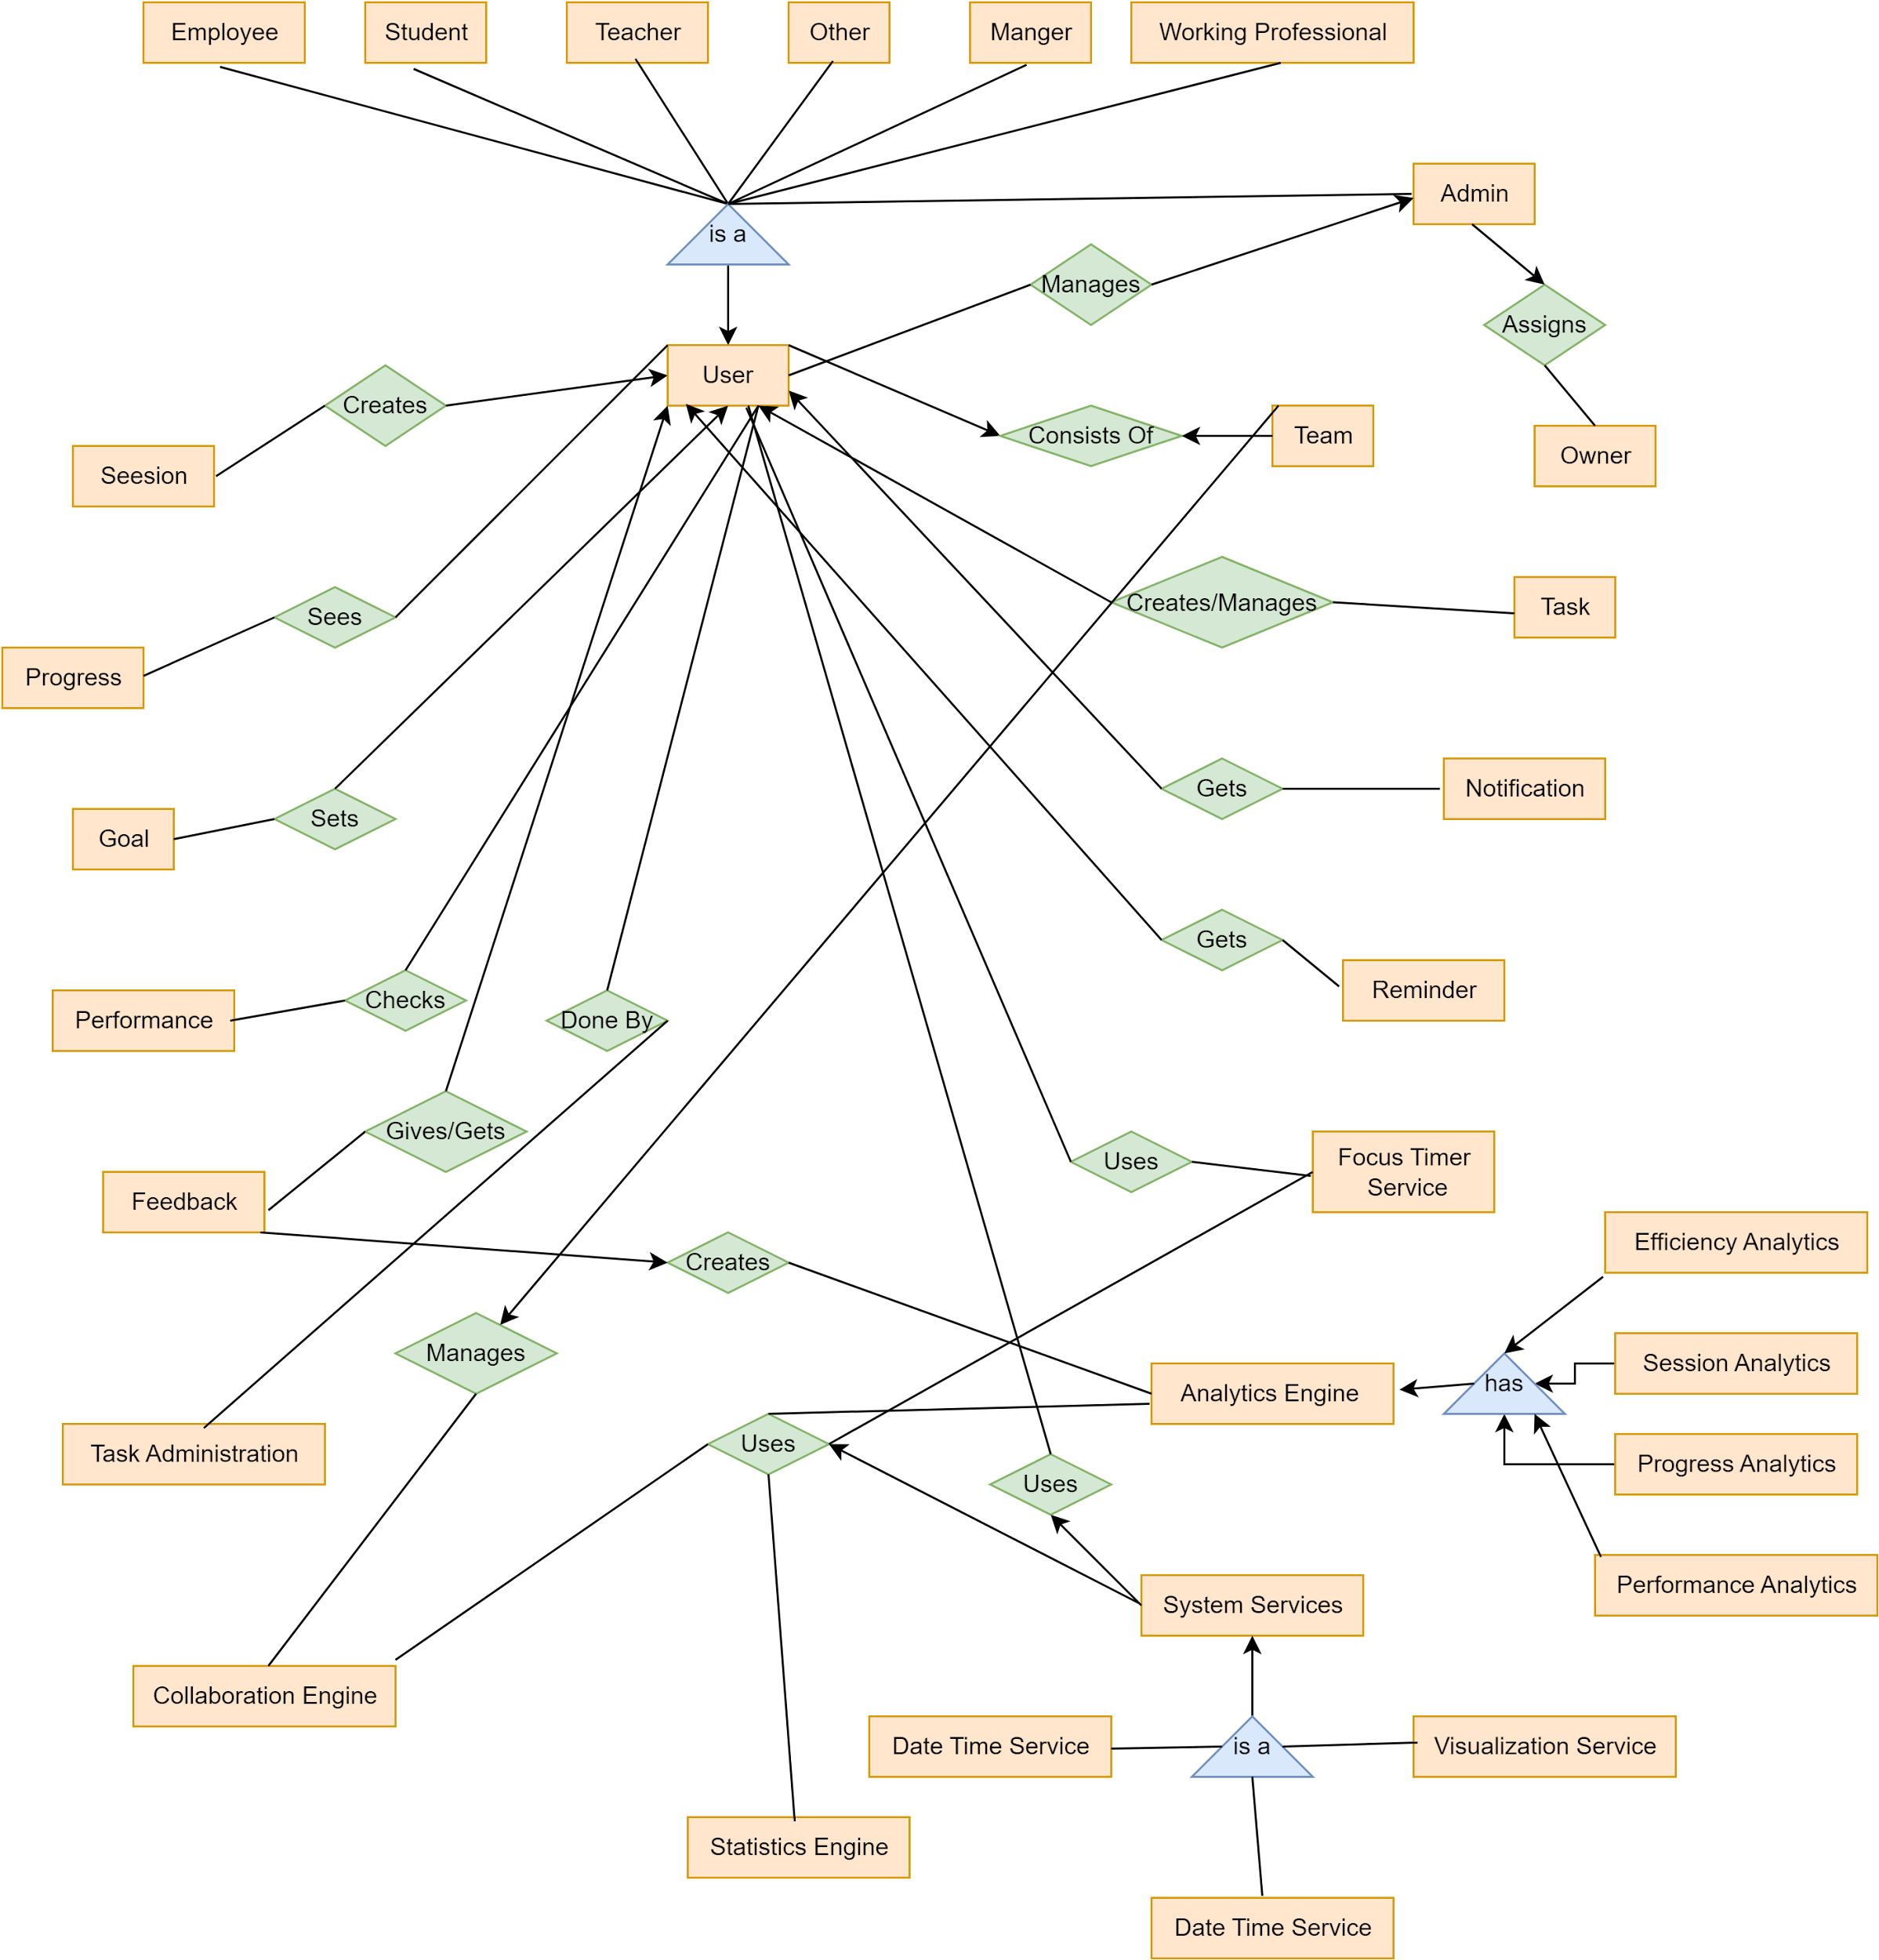 Employee
Student
Teacher
Other
Manger
Working Professional
Admin
is a
Manages
Assigns
User
Creates
Consists Of
Team
Owner
Seesion
Sees
Creates/Manages
Task
Progress
Gets
Notification
Sets
Goal
Gets
Reminder
Checks
Performance
Done By
Gives/Gets
Uses
Focus Timer
Service
Feedback
Creates
Efficiency Analytics
Manages
Session Analytics
has
Analytics Engine
Uses
Task Administration
Progress Analytics
Uses
Performance Analytics
System Services
Collaboration Engine
Date Time Service
is a
Visualization Service
Statistics Engine
Date Time Service